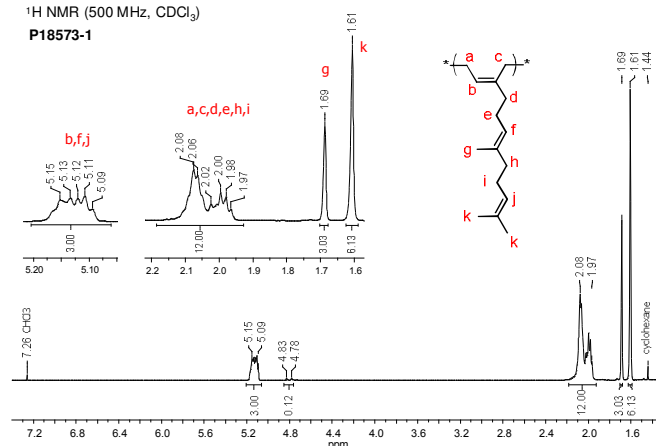 ¹H NMR (500 MHz, CDCl₃)
P18573-1
b,f,j
5.15
5.13
5.12
5.11
5.09
3.00
5.20 5.10
a,c,d,e,h,i
2.08
2.06
2.02
2.00
1.98
1.97
12.00
g
1.69
3.03
k
1.61
6.13
2.2 2.1 2.0 1.9 1.8 1.7 1.6
* ( a c ) *
b
d
e
f
g
h
i
j
k
k
1.69
1.61
1.44
7.26 CHCl3
5.15
5.09
4.83
4.78
2.08
1.97
cyclohexane
3.00
0.12
12.00
3.03
6.13
7.2 6.8 6.4 6.0 5.6 5.2 4.8 4.4 4.0 3.6 3.2 2.8 2.4 2.0 1.6
ppm